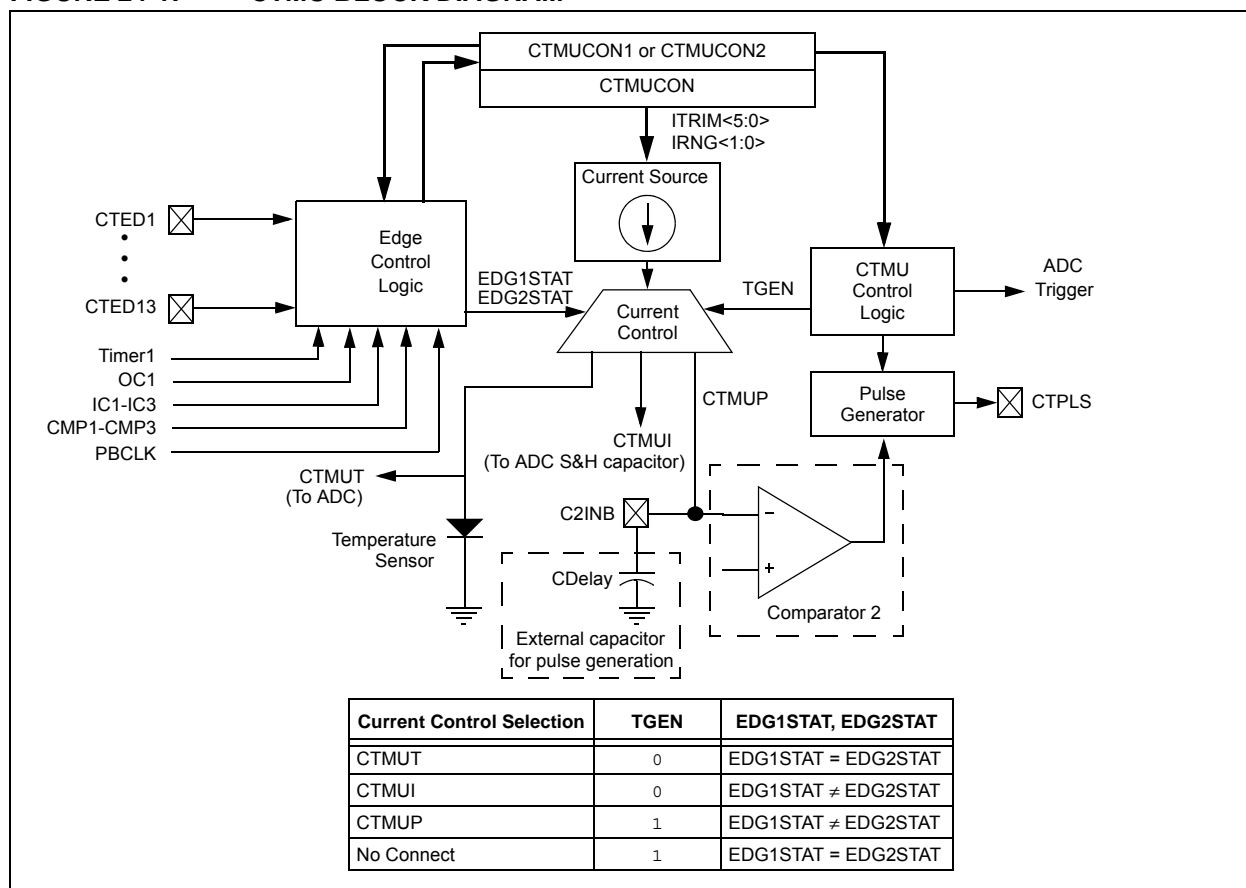 CTMUCON1 or CTMUCON2
CTMUCON
ITRIM<5:0>
IRNG<1:0>
Current Source
CTED1
Edge
Control
Logic
CTED13
EDG1STAT
EDG2STAT
Current
Control
TGEN
CTMU
Control
Logic
ADC
Trigger
Timer1
OC1
IC1-IC3
CMP1-CMP3
PBCLK
CTMUP
Pulse
Generator
CTPLS
CTMUI
(To ADC S&H capacitor)
CTMUT
(To ADC)
C2INB
–
+
Temperature
Sensor
CDelay
Comparator 2
External capacitor
for pulse generation
Current Control Selection TGEN EDG1STAT, EDG2STAT
CTMUT 0 EDG1STAT = EDG2STAT
CTMUI 0 EDG1STAT ≠ EDG2STAT
CTMUP 1 EDG1STAT ≠ EDG2STAT
No Connect 1 EDG1STAT = EDG2STAT